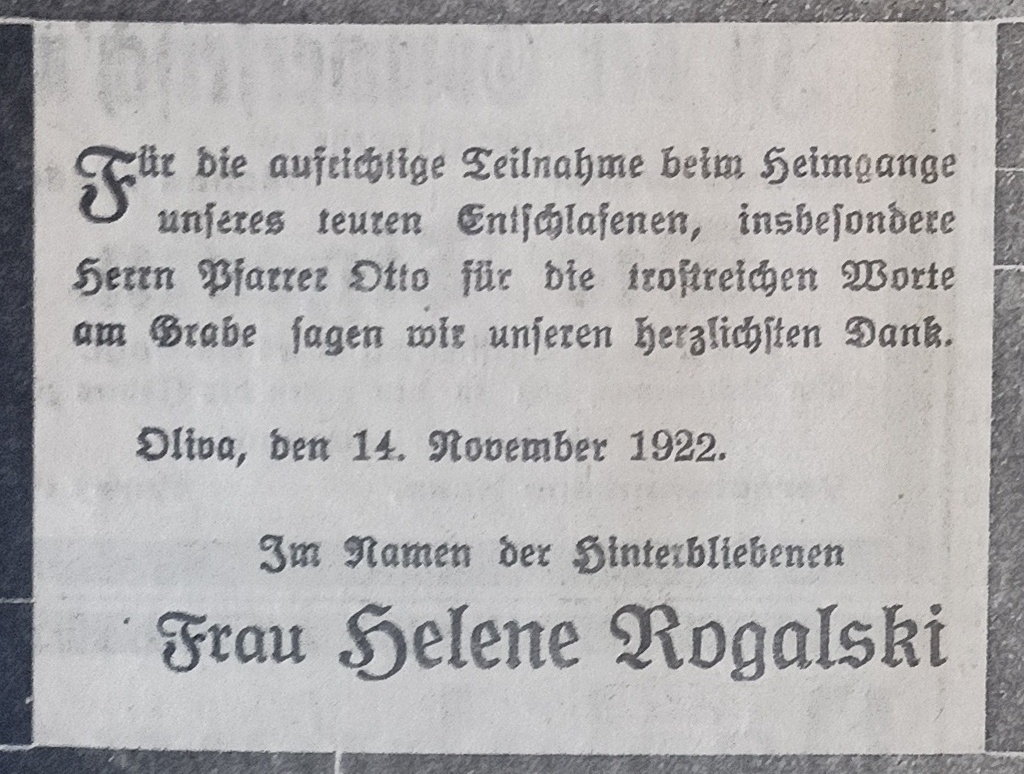 Für die aufrichtige Teilnahme beim Heimgange
unseres teuren Entschlafenen, insbesondere
Herrn Pfarrer Otto für die trostreichen Worte
am Grabe sagen wir unseren herzlichsten Dank.
Oliva, den 14. November 1922.
Im Namen der Hinterbliebenen
Frau Helene Rogalski